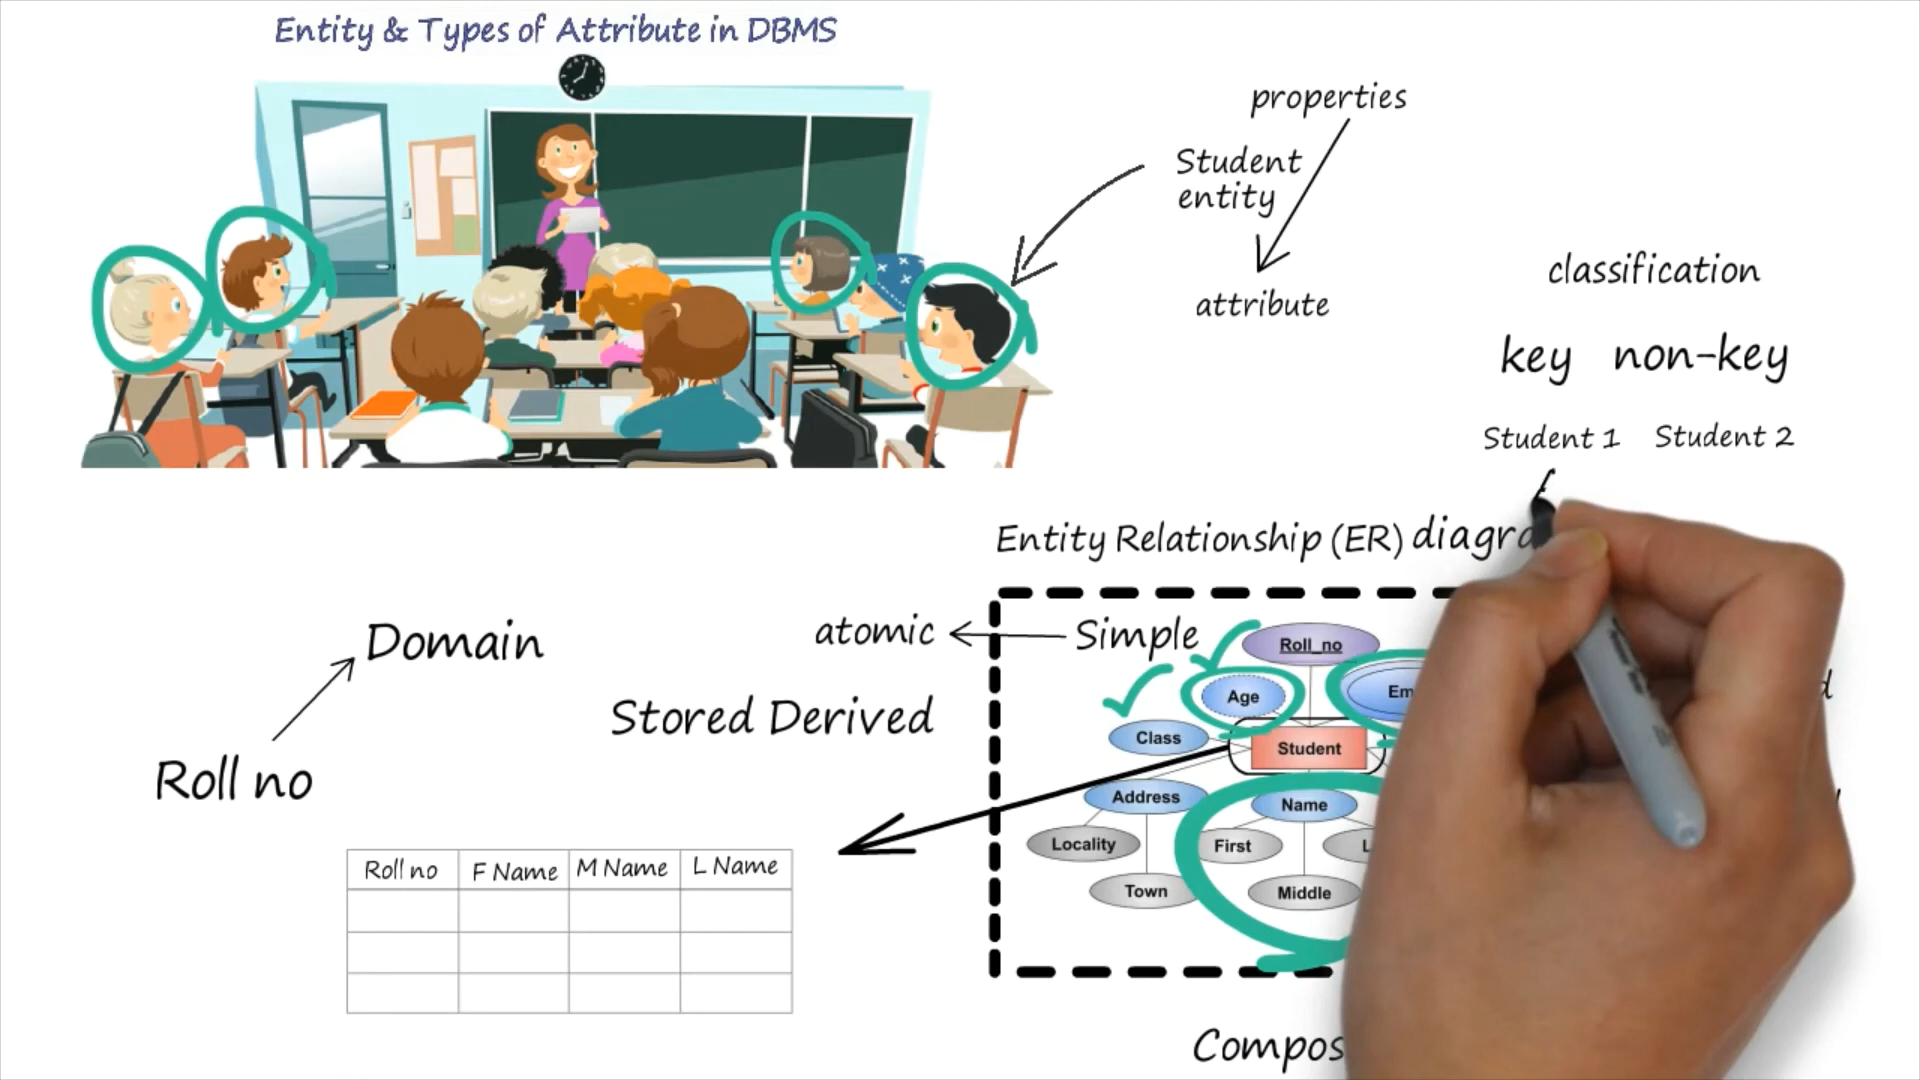 Entity & Types of Attribute in DBMS
properties
Student
entity
attribute
classification
key non-key
Student 1 Student 2
Entity Relationship (ER)
Domain
atomic
Simple
Roll_no
Age
Stored Derived
Class
Student
Roll no
Address
Name
Locality
First
Town
Middle
Roll no F Name M Name L Name